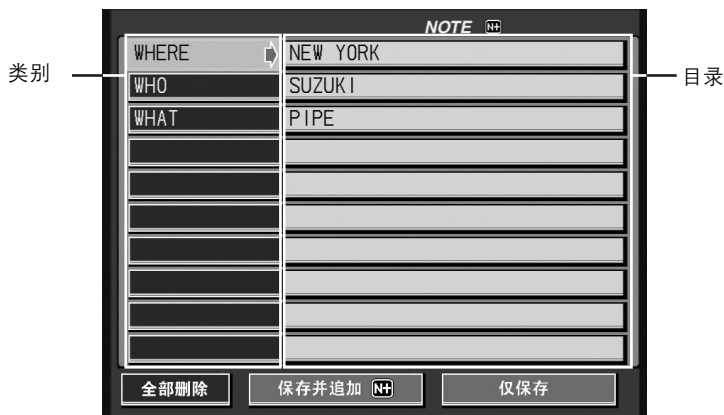 NOTE N+
类别
目录
WHERE NEW YORK
WHO SUZUKI
WHAT PIPE
全部删除 保存并追加 N+ 仅保存